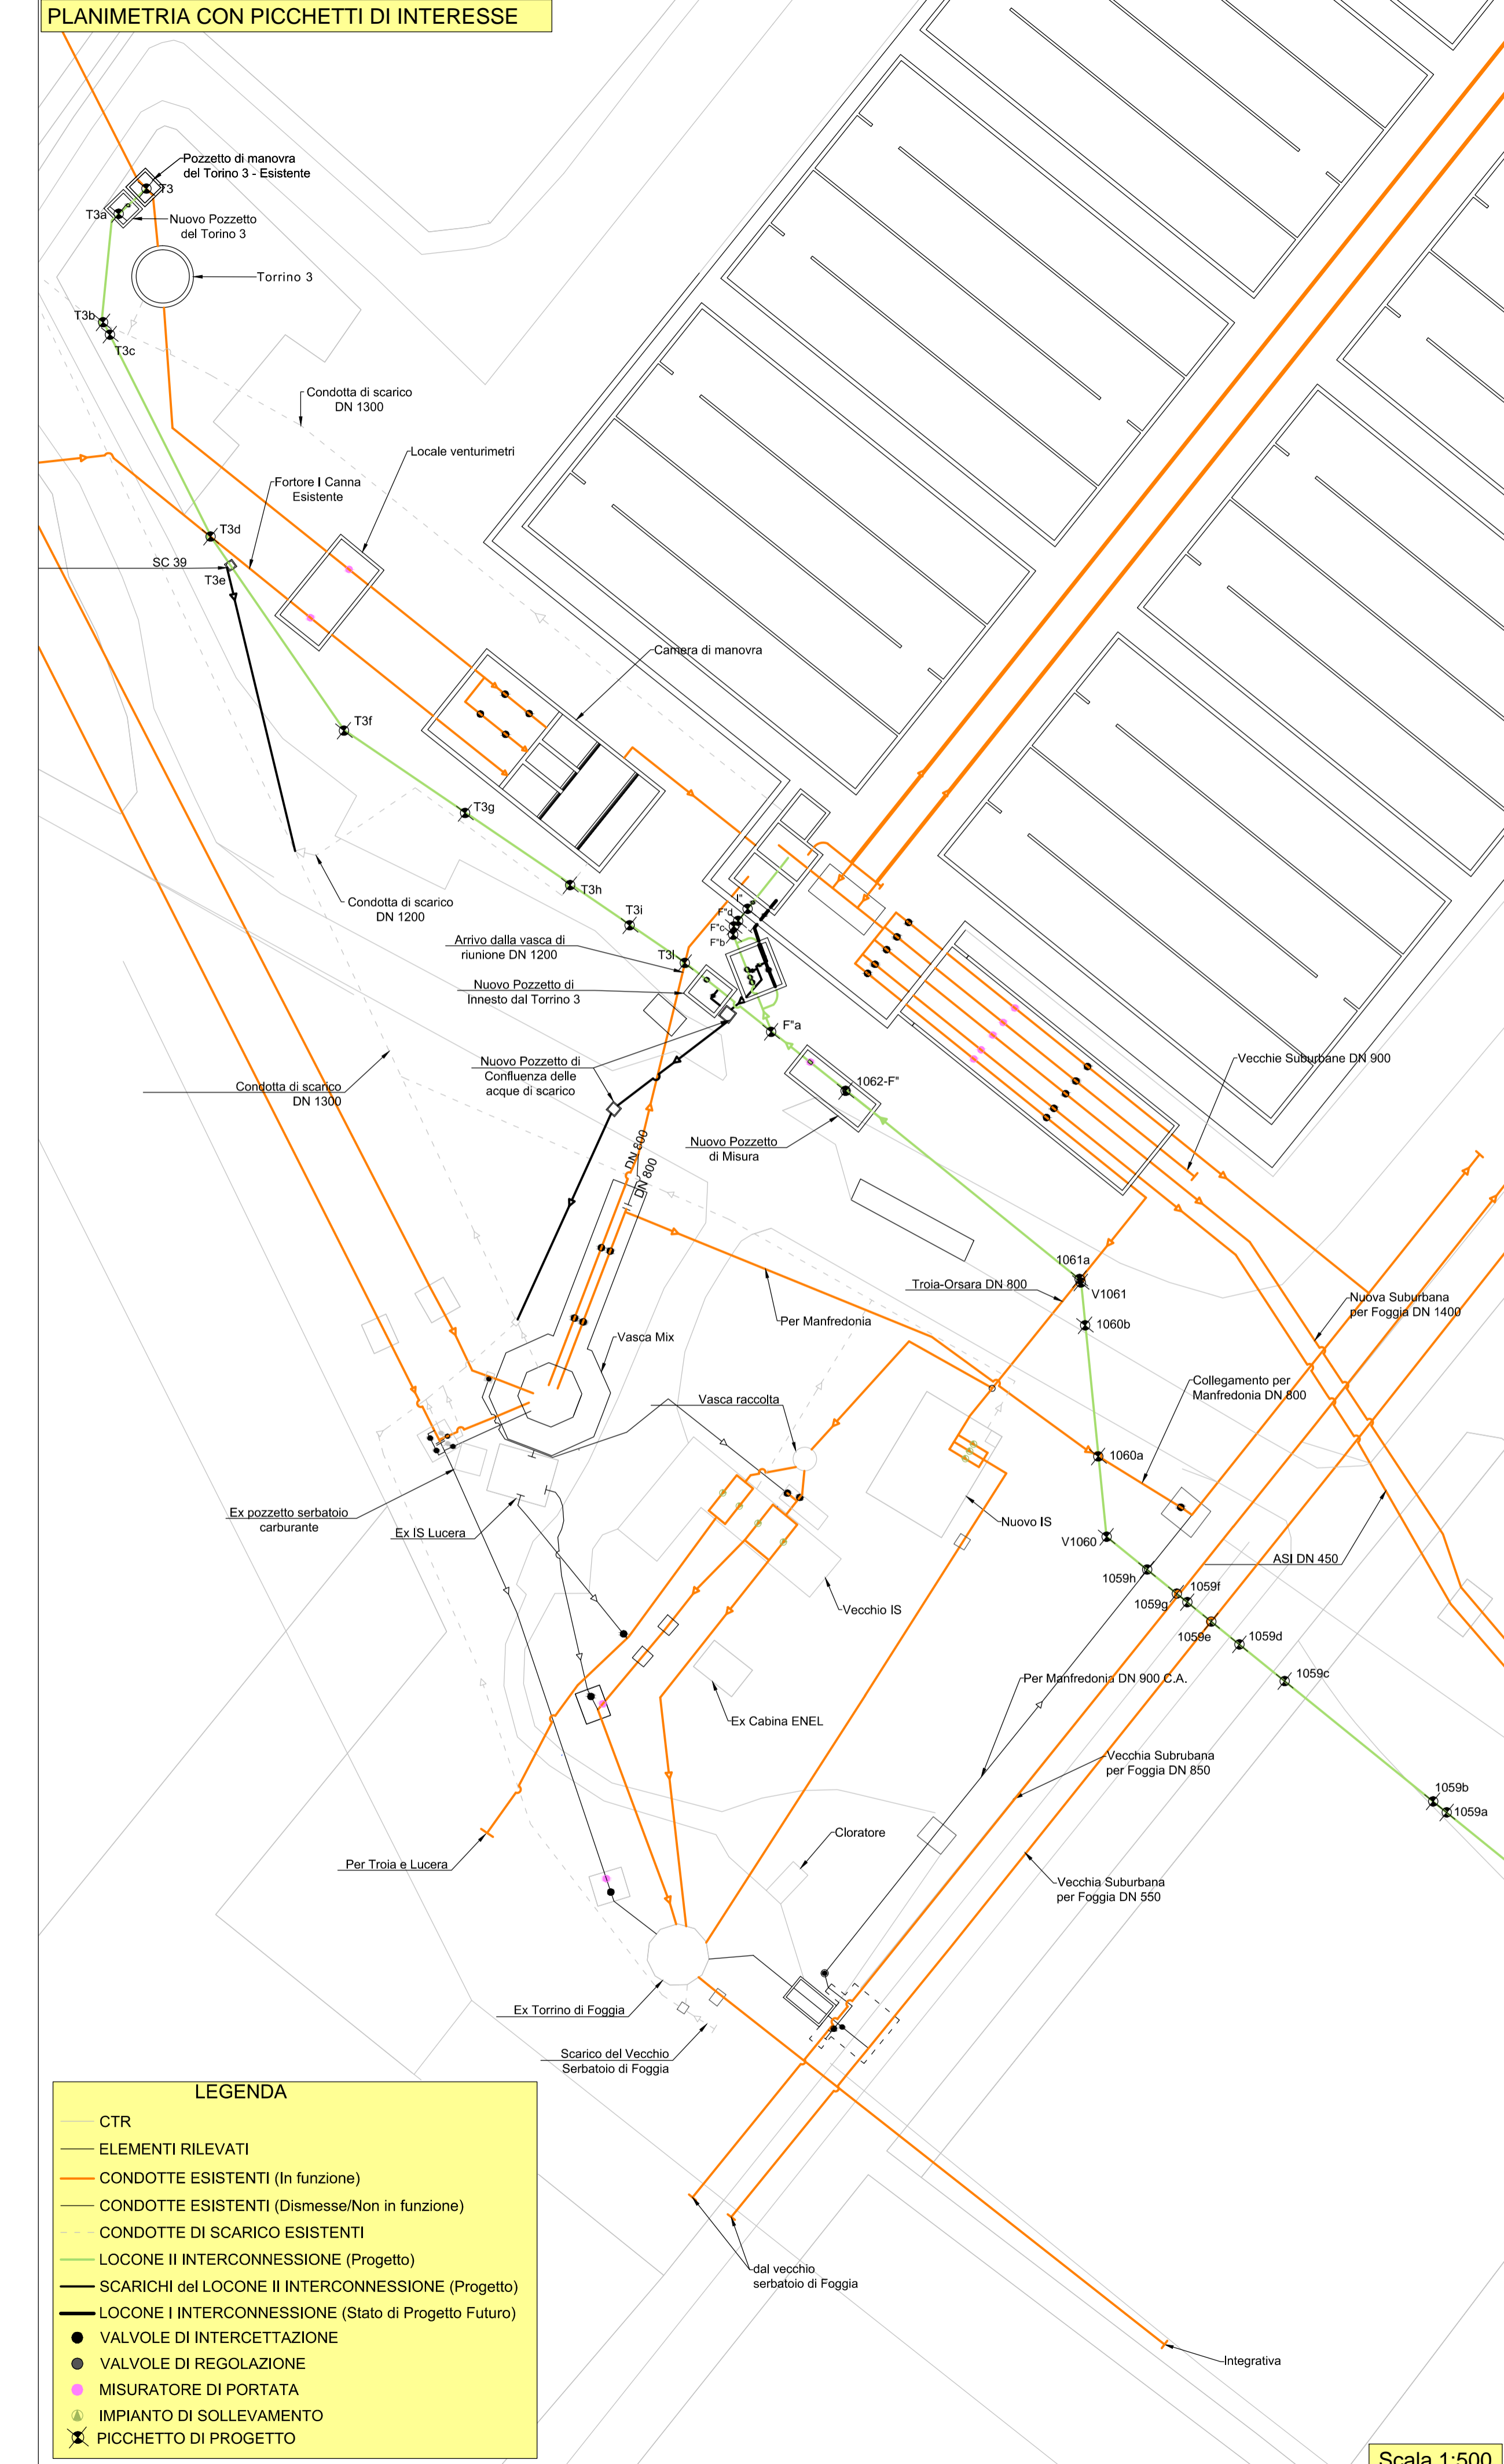 PLANIMETRIA CON PICCHETTI DI INTERESSE
Pozzetto di manovra
del Torino 3 - Esistente
T3
T3a
Nuovo Pozzetto
del Torino 3
Torrino 3
T3b
T3c
Condotta di scarico
DN 1300
Locale venturimetri
Fortore I Canna
Esistente
T3d
SC 39
T3e
Camera di manovra
T3f
T3g
T3h
Condotta di scarico
DN 1200
T3i
I"
F"d
F"c
F"b
Arrivo dalla vasca di
riunione DN 1200
T3l
Nuovo Pozzetto di
Innesto dal Torrino 3
F"a
Nuovo Pozzetto di
Confluenza delle
acque di scarico
Vecchie Suburbane DN 900
Condotta di scarico
DN 1300
1062-F"
Nuovo Pozzetto
di Misura
DN 800
DN 800
1061a
V1061
Troia-Orsara DN 800
Nuova Suburbana
per Foggia DN 1400
Per Manfredonia
1060b
Vasca Mix
Collegamento per
Manfredonia DN 800
Vasca raccolta
1060a
Ex pozzetto serbatoio
carburante
Ex IS Lucera
Nuovo IS
V1060
ASI DN 450
1059h
1059f
1059g
Vecchio IS
1059e
1059d
1059c
Per Manfredonia DN 900 C.A.
Ex Cabina ENEL
Vecchia Subrubana
per Foggia DN 850
1059b
1059a
Cloratore
Per Troia e Lucera
Vecchia Suburbana
per Foggia DN 550
Ex Torrino di Foggia
Scarico del Vecchio
Serbatoio di Foggia
dal vecchio
serbatoio di Foggia
Integrativa
LEGENDA
CTR
ELEMENTI RILEVATI
CONDOTTE ESISTENTI (In funzione)
CONDOTTE ESISTENTI (Dismesse/Non in funzione)
CONDOTTE DI SCARICO ESISTENTI
LOCONE II INTERCONNESSIONE (Progetto)
SCARICHI del LOCONE II INTERCONNESSIONE (Progetto)
LOCONE I INTERCONNESSIONE (Stato di Progetto Futuro)
VALVOLE DI INTERCETTAZIONE
VALVOLE DI REGOLAZIONE
MISURATORE DI PORTATA
IMPIANTO DI SOLLEVAMENTO
PICCHETTO DI PROGETTO
Scala 1:500